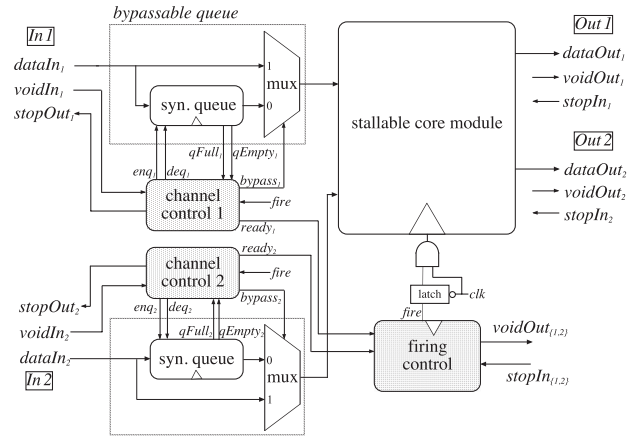 bypassable queue
In 1
dataIn1
voidIn1
stopOut1
1
mux
0
syn. queue
enq1
deq1
qFull1
qEmpty1
bypass1
channel
control 1
fire
ready1
stallable core module
Out 1
dataOut1
voidOut1
stopIn1
Out 2
dataOut2
voidOut2
stopIn2
ready2
channel
control 2
fire
bypass2
stopOut2
voidIn2
dataIn2
In 2
enq2
deq2
qFull2
qEmpty2
syn. queue
0
mux
1
latch
clk
fire
firing
control
voidOut{1,2}
stopIn{1,2}